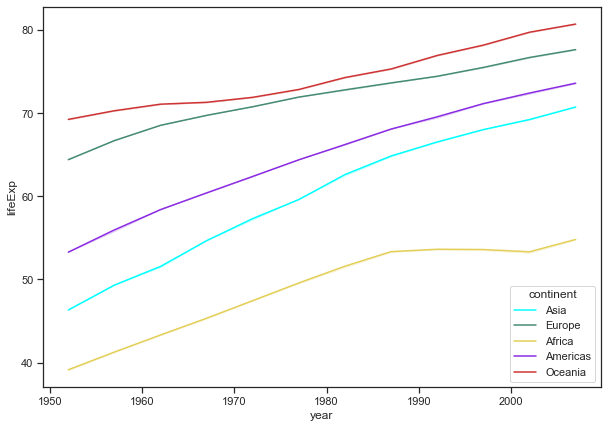 80
70
60
50
40
lifeExp
1950
1960
1970
1980
1990
2000
year
continent
Asia
Europe
Africa
Americas
Oceania